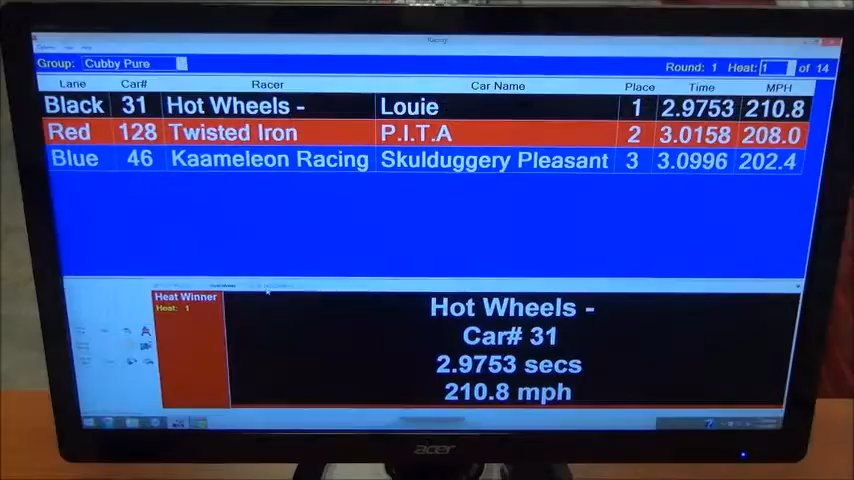 Racing
Group: Cubby Pure Round: 1 Heat: 1 of 14
Lane Car# Racer Car Name Place Time MPH
Black 31 Hot Wheels - Louie 1 2.9753 210.8
Red 128 Twisted Iron P.I.T.A 2 3.0158 208.0
Blue 46 Kaameleon Racing Skulduggery Pleasant 3 3.0996 202.4
Heat Winner
Heat: 1
Hot Wheels -
Car# 31
2.9753 secs
210.8 mph
acer